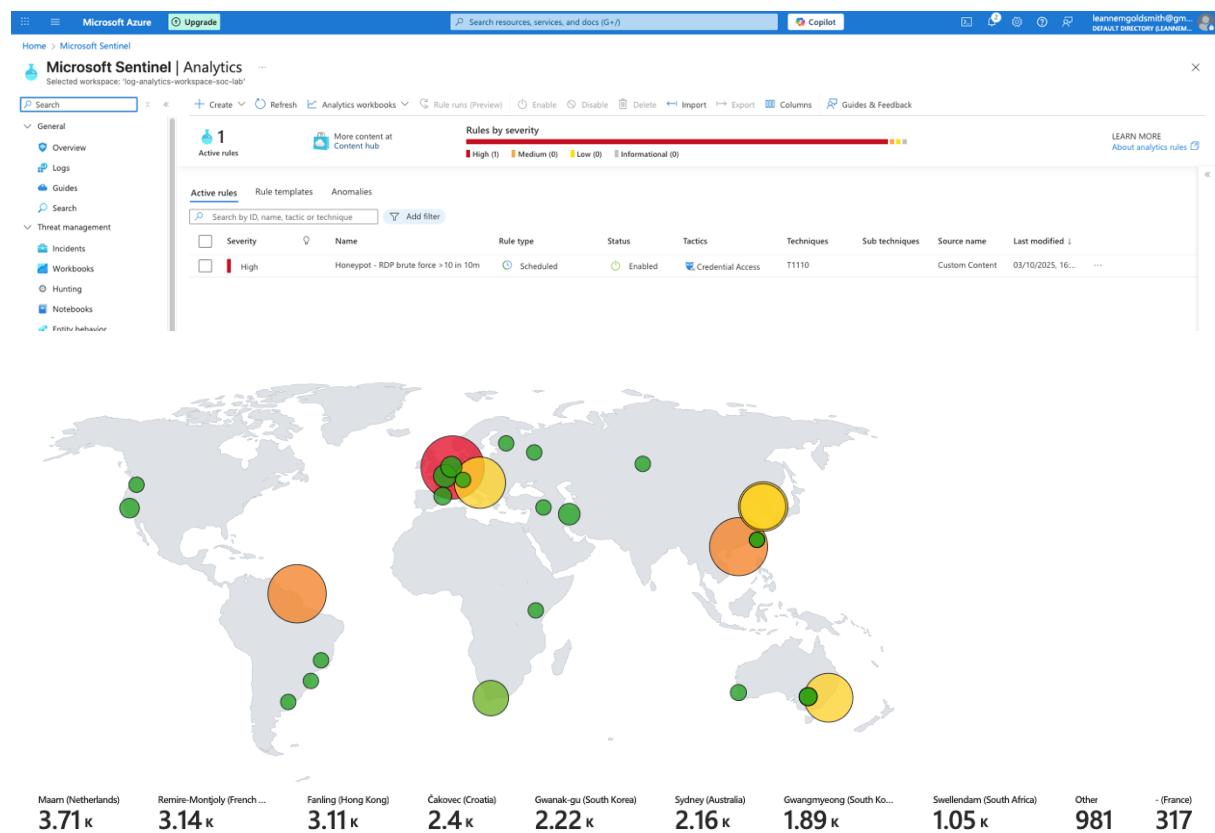 Microsoft Azure
Upgrade
Search resources, services, and docs (G+/)
Copilot
2
leannemgoldsmith@gm...
DEFAULT DIRECTORY (LEANNEM...
Home > Microsoft Sentinel
Microsoft Sentinel | Analytics ...
Selected workspace: 'log-analytics-workspace-soc-lab'
Search
Create
Refresh
Analytics workbooks
Rule runs (Preview)
Enable
Disable
Delete
Import
Export
Columns
Guides & Feedback
General
Overview
Logs
Guides
Search
Threat management
Incidents
Workbooks
Hunting
Notebooks
Entity behavior
1
Active rules
More content at
Content hub
Rules by severity
High (1) Medium (0) Low (0) Informational (0)
LEARN MORE
About analytics rules
Active rules Rule templates Anomalies
Search by ID, name, tactic or technique
Add filter
Severity Name Rule type Status Tactics Techniques Sub techniques Source name Last modified ↓
High Honeypot - RDP brute force >10 in 10m Scheduled Enabled Credential Access T1110 Custom Content 03/10/2025, 16:... ...
Maarn (Netherlands) Remire-Montjoly (French ... Fanling (Hong Kong) Čakovec (Croatia) Gwanak-gu (South Korea) Sydney (Australia) Gwangmyeong (South Ko... Swellendam (South Africa) Other - (France)
3.71 K 3.14 K 3.11 K 2.4 K 2.22 K 2.16 K 1.89 K 1.05 K 981 317